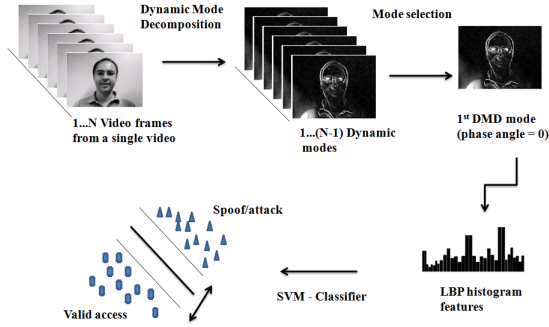 Dynamic Mode
Decomposition
Mode selection
1...N Video frames
from a single video
1...(N-1) Dynamic
modes
1st DMD mode
(phase angle = 0)
Spoof/attack
Valid access
SVM - Classifier
LBP histogram
features